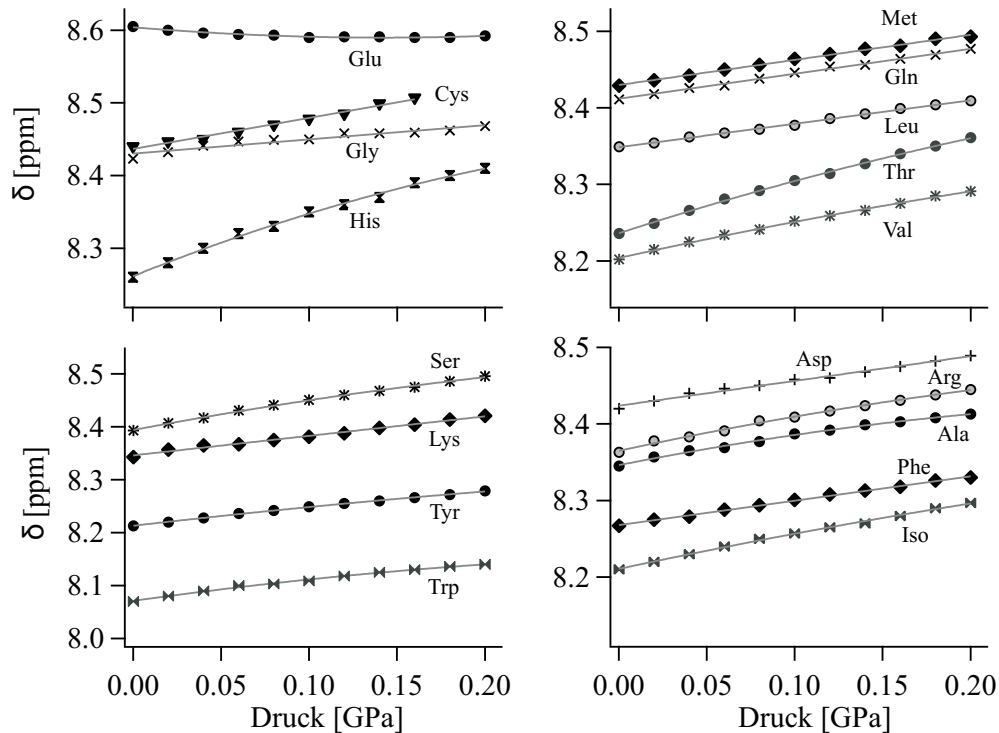 δ [ppm]
8.6
8.5
8.4
8.3
Glu
Cys
Gly
His
8.5
8.4
8.3
8.2
Met
Gln
Leu
Thr
Val
δ [ppm]
8.5
8.4
8.3
8.2
8.1
8.0
Ser
Lys
Tyr
Trp
0.00 0.05 0.10 0.15 0.20
Druck [GPa]
8.5
8.4
8.3
8.2
Asp
Arg
Ala
Phe
Iso
0.00 0.05 0.10 0.15 0.20
Druck [GPa]